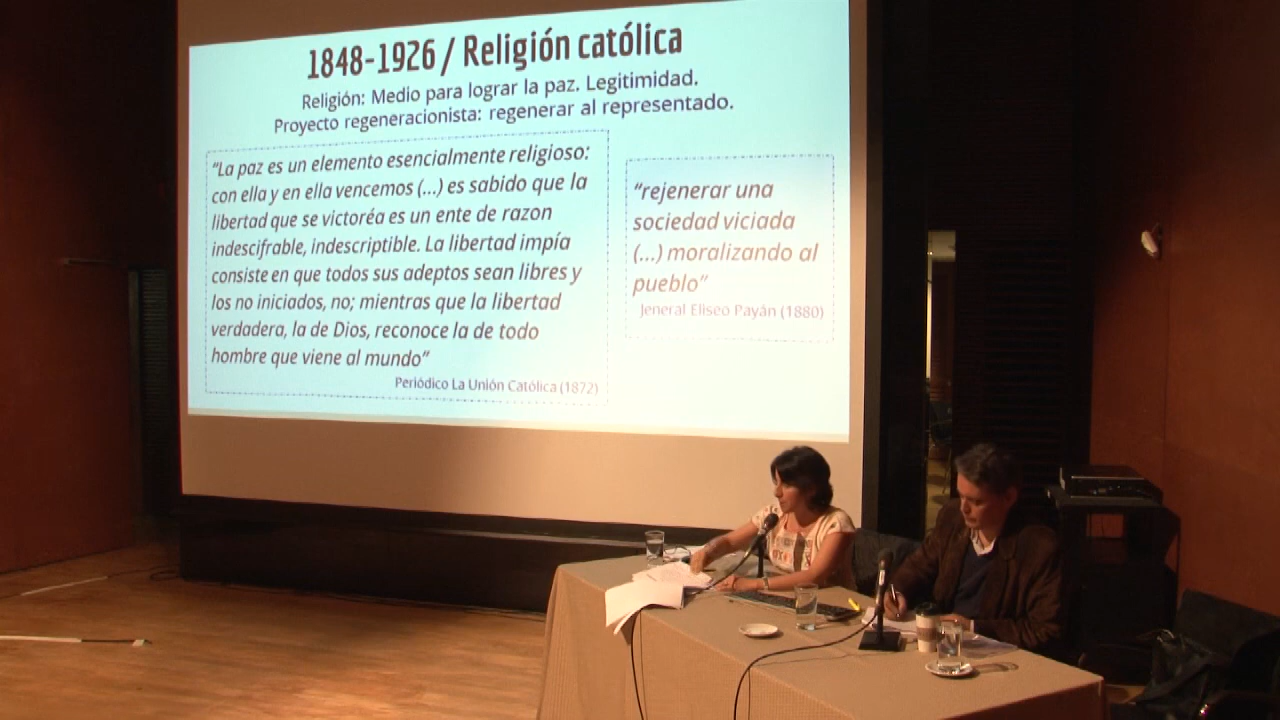 1848-1926 / Religión católica
Religión: Medio para lograr la paz. Legitimidad.
Proyecto regeneracionista: regenerar al representado.
“La paz es un elemento esencialmente religioso:
con ella y en ella vencemos (...) es sabido que la
libertad que se victoréa es un ente de razon
indescifrable, indescriptible. La libertad impía
consiste en que todos sus adeptos sean libres y
los no iniciados, no; mientras que la libertad
verdadera, la de Dios, reconoce la de todo
hombre que viene al mundo”
Periódico La Unión Católica (1872)
“rejenerar una
sociedad viciada
(...) moralizando al
pueblo”
Jeneral Eliseo Payán (1880)